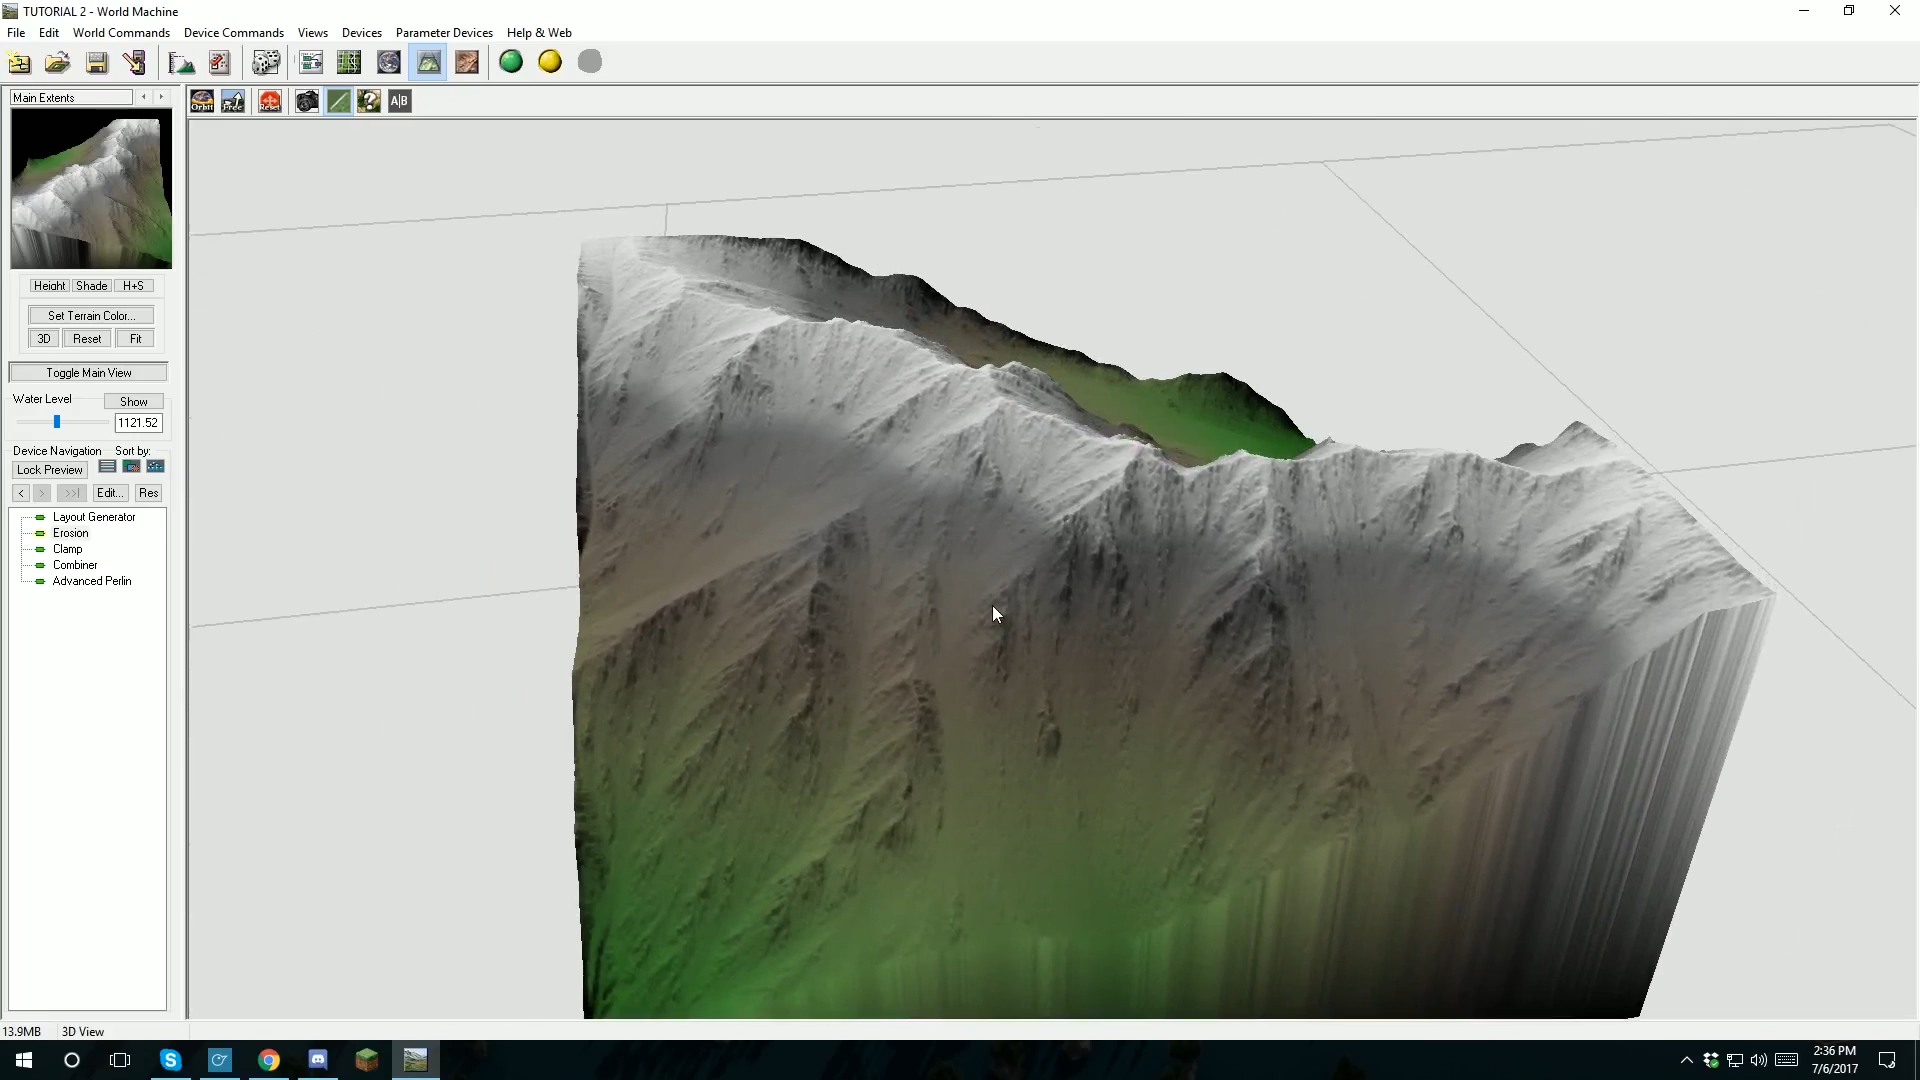 TUTORIAL 2 - World Machine
File Edit World Commands Device Commands Views Devices Parameter Devices Help & Web
Main Extents
Orbit Free Reset A|B
Height Shade H+S
Set Terrain Color...
3D Reset Fit
Toggle Main View
Water Level Show
1121.52
Device Navigation Sort by:
Lock Preview
< > >>| Edit... Res
Layout Generator
Erosion
Clamp
Combiner
Advanced Perlin
13.9MB 3D View
2:36 PM
7/6/2017